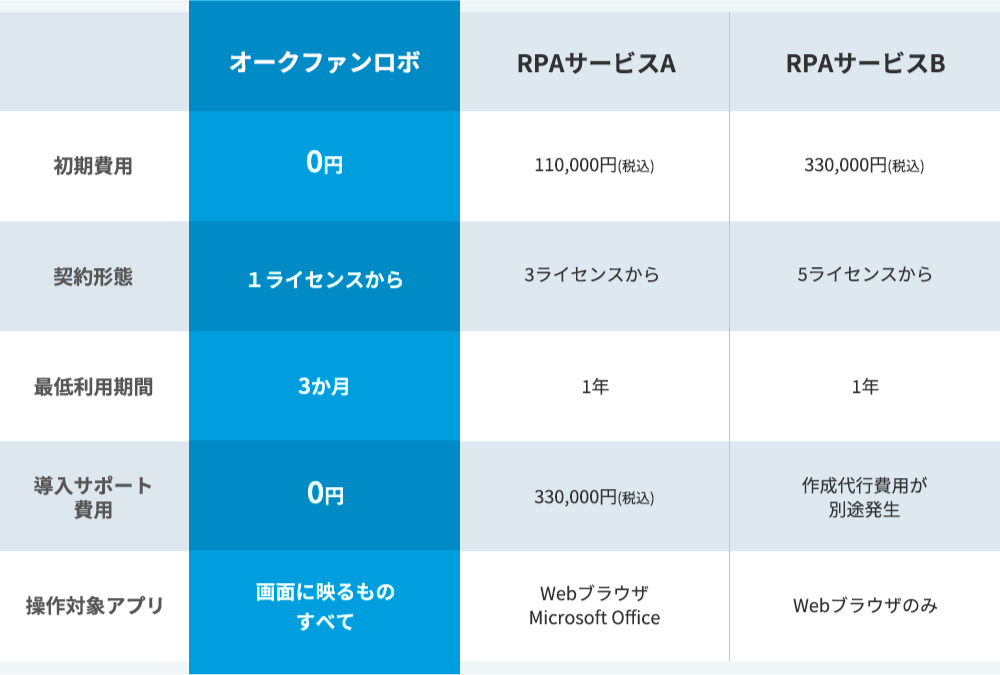 オークファンロボ RPAサービスA RPAサービスB
初期費用 0円 110,000円(税込) 330,000円(税込)
契約形態 １ライセンスから 3ライセンスから 5ライセンスから
最低利用期間 3か月 1年 1年
導入サポート
費用
0円
330,000円(税込)
作成代行費用が
別途発生
操作対象アプリ
画面に映るもの
すべて
Webブラウザ
Microsoft Office
Webブラウザのみ